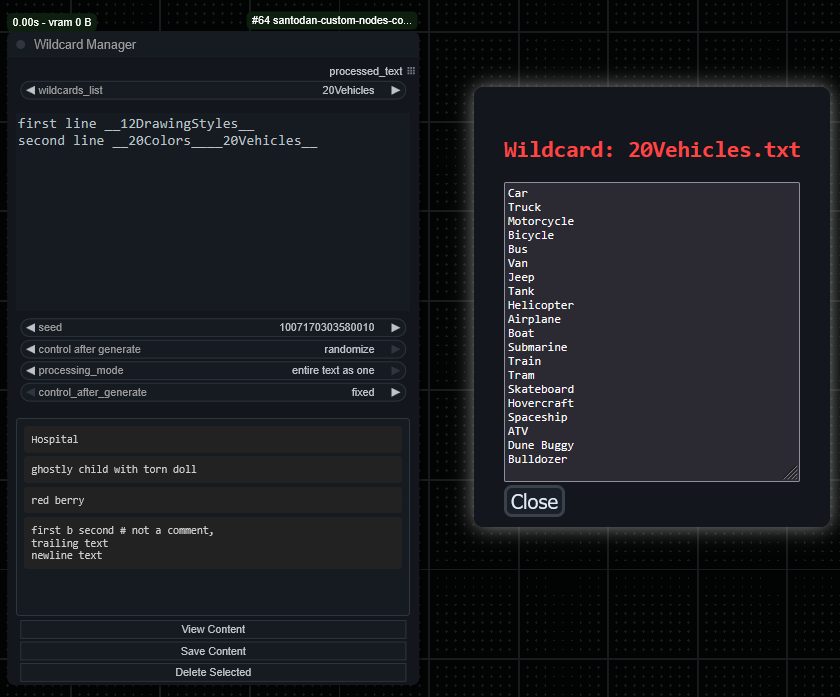 0.00s - vram 0 B
#64 santodan-custom-nodes-co...
Wildcard Manager
processed_text
wildcards_list 20Vehicles
first line __12DrawingStyles__
second line __20Colors____20Vehicles__
seed 1007170303580010
control after generate randomize
processing_mode entire text as one
control_after_generate fixed
Hospital
ghostly child with torn doll
red berry
first b second # not a comment,
trailing text
newline text
View Content
Save Content
Delete Selected
Wildcard: 20Vehicles.txt
Car
Truck
Motorcycle
Bicycle
Bus
Van
Jeep
Tank
Helicopter
Airplane
Boat
Submarine
Train
Tram
Skateboard
Hovercraft
Spaceship
ATV
Dune Buggy
Bulldozer
Close